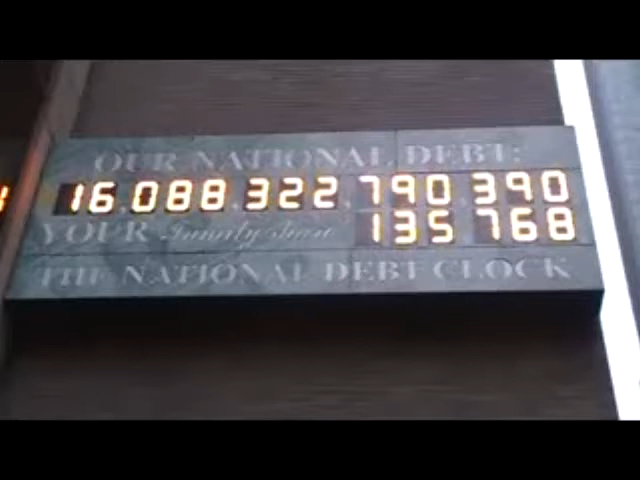 OUR NATIONAL DEBT:
16,088,322,790,390
YOUR Family share 135,768
THE NATIONAL DEBT CLOCK